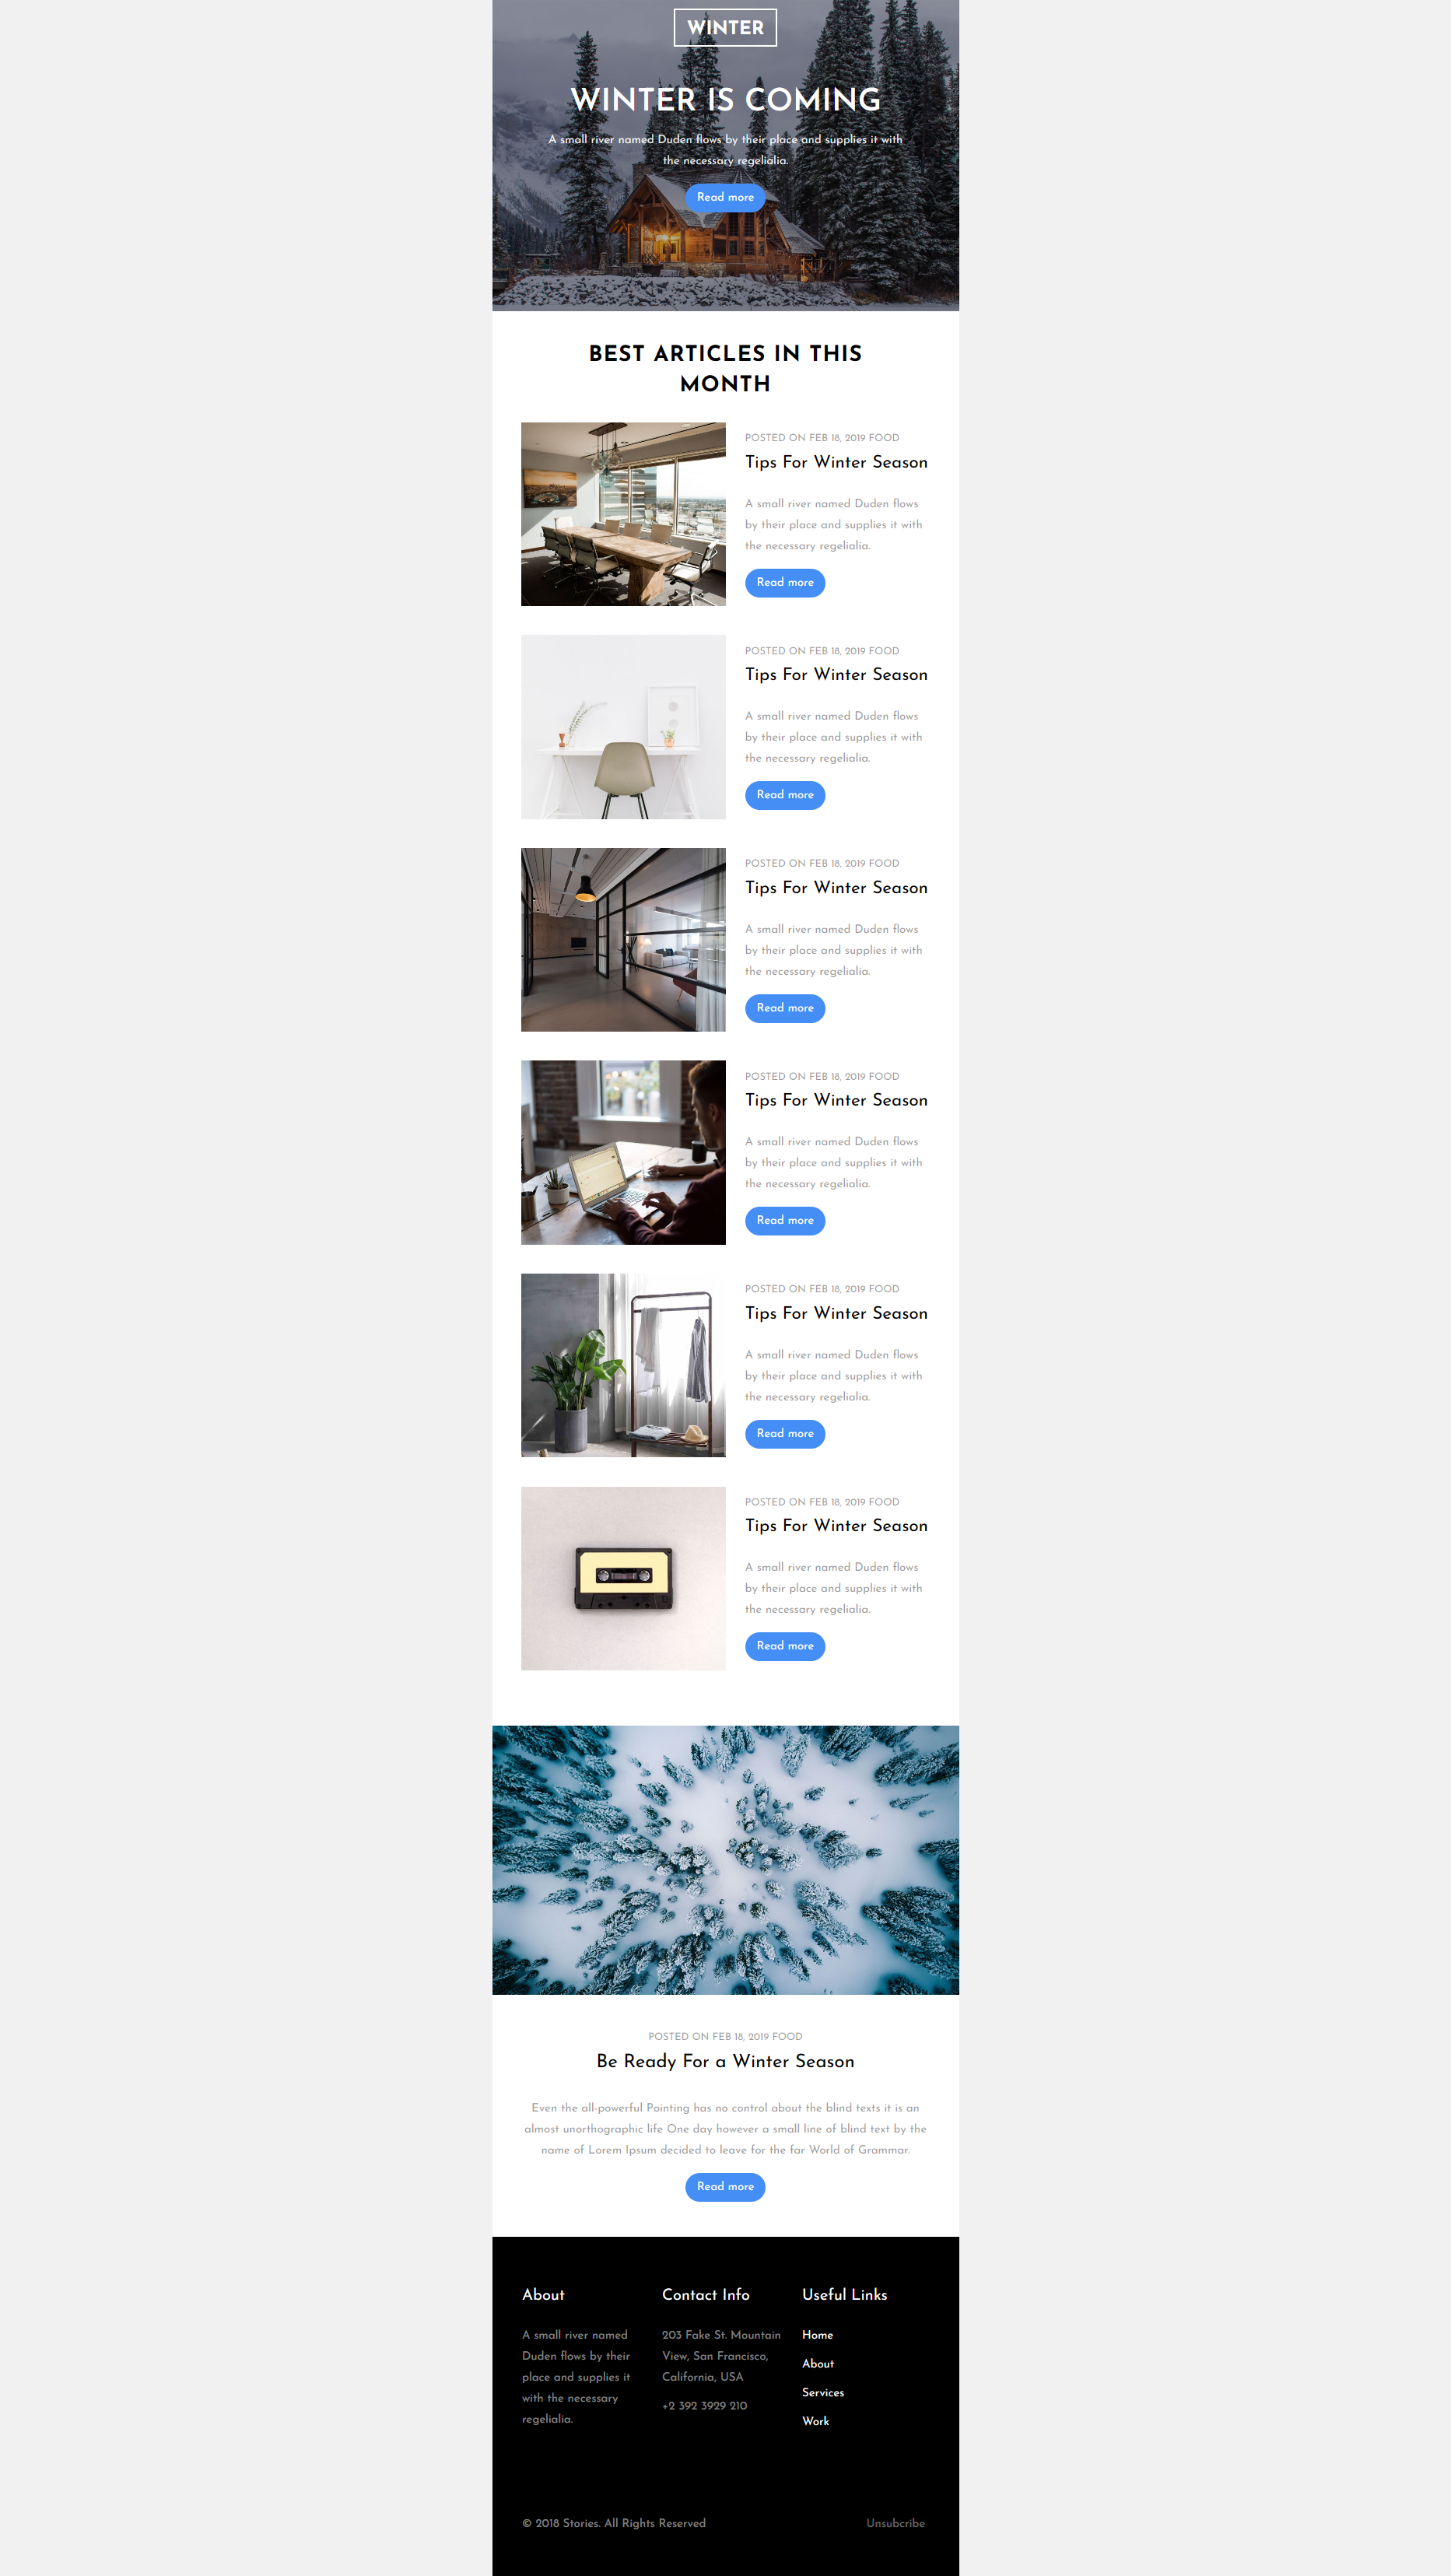 WINTER
WINTER IS COMING
A small river named Duden flows by their place and supplies it with
the necessary regelialia.
Read more
BEST ARTICLES IN THIS
MONTH
POSTED ON FEB 18, 2019 FOOD
Tips For Winter Season
A small river named Duden flows
by their place and supplies it with
the necessary regelialia.
Read more
POSTED ON FEB 18, 2019 FOOD
Tips For Winter Season
A small river named Duden flows
by their place and supplies it with
the necessary regelialia.
Read more
POSTED ON FEB 18, 2019 FOOD
Tips For Winter Season
A small river named Duden flows
by their place and supplies it with
the necessary regelialia.
Read more
POSTED ON FEB 18, 2019 FOOD
Tips For Winter Season
A small river named Duden flows
by their place and supplies it with
the necessary regelialia.
Read more
POSTED ON FEB 18, 2019 FOOD
Tips For Winter Season
A small river named Duden flows
by their place and supplies it with
the necessary regelialia.
Read more
POSTED ON FEB 18, 2019 FOOD
Tips For Winter Season
A small river named Duden flows
by their place and supplies it with
the necessary regelialia.
Read more
POSTED ON FEB 18, 2019 FOOD
Be Ready For a Winter Season
Even the all-powerful Pointing has no control about the blind texts it is an
almost unorthographic life One day however a small line of blind text by the
name of Lorem Ipsum decided to leave for the far World of Grammar.
Read more
About
A small river named
Duden flows by their
place and supplies it
with the necessary
regelialia.
Contact Info
203 Fake St. Mountain
View, San Francisco,
California, USA
+2 392 3929 210
Useful Links
Home
About
Services
Work
© 2018 Stories. All Rights Reserved
Unsubcribe